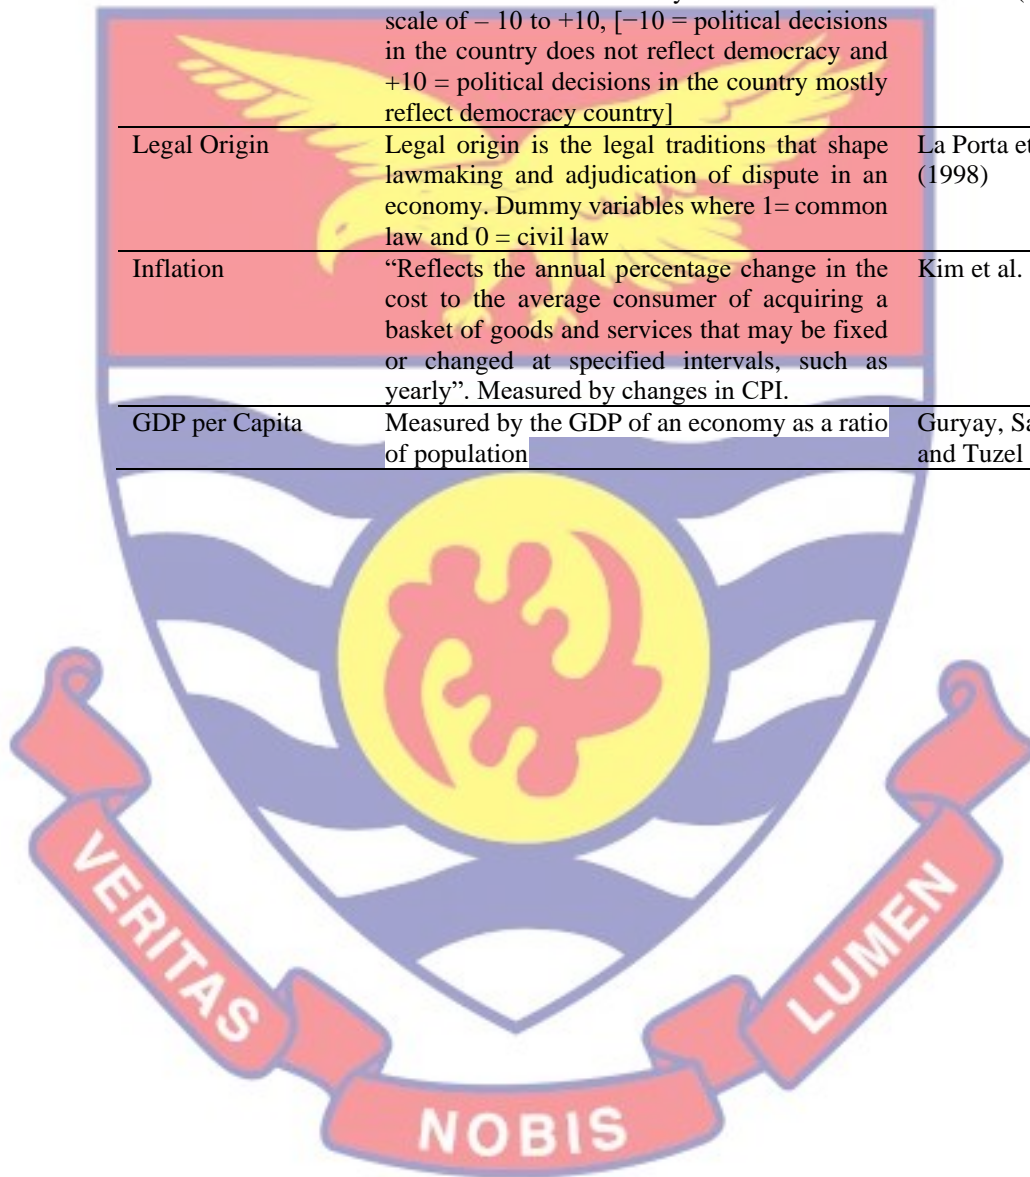 scale of – 10 to +10, [−10 = political decisions
in the country does not reflect democracy and
+10 = political decisions in the country mostly
reflect democracy country]
Legal Origin
Legal origin is the legal traditions that shape
lawmaking and adjudication of dispute in an
economy. Dummy variables where 1= common
law and 0 = civil law
La Porta et
(1998)
Inflation
“Reflects the annual percentage change in the
cost to the average consumer of acquiring a
basket of goods and services that may be fixed
or changed at specified intervals, such as
yearly”. Measured by changes in CPI.
Kim et al.
GDP per Capita
Measured by the GDP of an economy as a ratio
of population
Guryay, Sa
and Tuzel
VERITAS
NOBIS
LUMEN